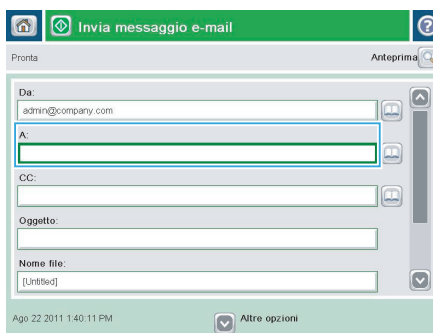 Invia messaggio e-mail
Pronta
Anteprima
Da:
admin@company.com
A:
CC:
Oggetto:
Nome file:
[Untitled]
Ago 22 2011 1:40:11 PM
Altre opzioni